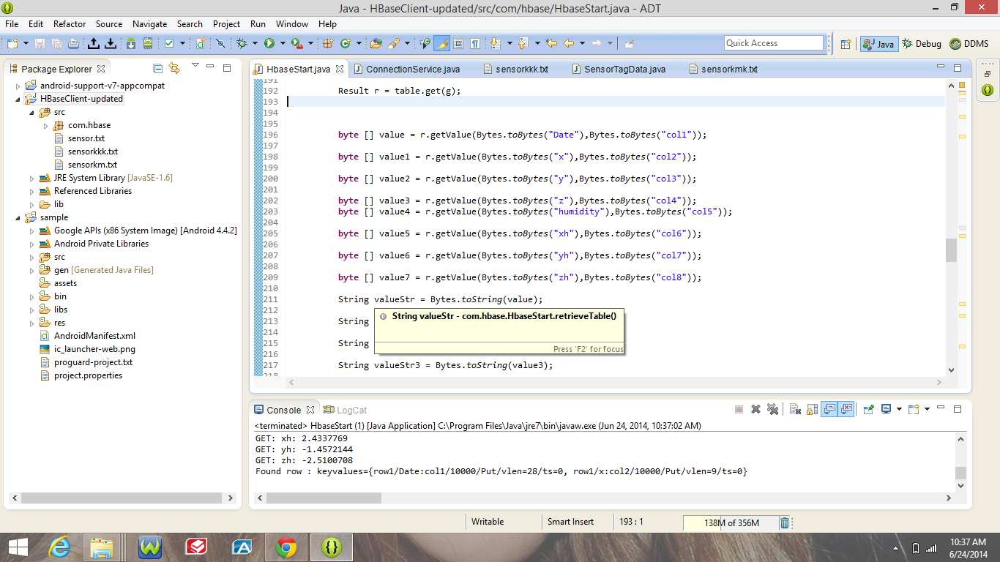 Java - HBaseClient-updated/src/com/hbase/HbaseStart.java - ADT
File Edit Refactor Source Navigate Search Project Run Window Help
Quick Access
Java Debug DDMS
Package Explorer
android-support-v7-appcompat
HBaseClient-updated
src
com.hbase
sensor.txt
sensorkkk.txt
sensorkm.txt
JRE System Library [JavaSE-1.6]
Referenced Libraries
lib
sample
Google APIs (x86 System Image) [Android 4.4.2]
Android Private Libraries
src
gen [Generated Java Files]
assets
bin
libs
res
AndroidManifest.xml
ic_launcher-web.png
proguard-project.txt
project.properties
HbaseStart.java ConnectionService.java sensorkkk.txt SensorTagData.java sensorkmk.txt
191
192 Result r = table.get(g);
193
194
195
196 byte [] value = r.getValue(Bytes.toBytes("Date"),Bytes.toBytes("col1"));
197
198 byte [] value1 = r.getValue(Bytes.toBytes("x"),Bytes.toBytes("col2"));
199
200 byte [] value2 = r.getValue(Bytes.toBytes("y"),Bytes.toBytes("col3"));
201
202 byte [] value3 = r.getValue(Bytes.toBytes("z"),Bytes.toBytes("col4"));
203 byte [] value4 = r.getValue(Bytes.toBytes("humidity"),Bytes.toBytes("col5"));
204
205 byte [] value5 = r.getValue(Bytes.toBytes("xh"),Bytes.toBytes("col6"));
206
207 byte [] value6 = r.getValue(Bytes.toBytes("yh"),Bytes.toBytes("col7"));
208
209 byte [] value7 = r.getValue(Bytes.toBytes("zh"),Bytes.toBytes("col8"));
210
211 String valueStr = Bytes.toString(value);
212
213 String
214
215 String
216
217 String valueStr3 = Bytes.toString(value3);
218
String valueStr - com.hbase.HbaseStart.retrieveTable()
Press 'F2' for focus
Console LogCat
<terminated> HbaseStart (1) [Java Application] C:\Program Files\Java\jre7\bin\javaw.exe (Jun 24, 2014, 10:37:02 AM)
GET: xh: 2.4337769
GET: yh: -1.4572144
GET: zh: -2.5100708
Found row : keyvalues={row1/Date:col1/10000/Put/vlen=28/ts=0, row1/x:col2/10000/Put/vlen=9/ts=0}
Writable Smart Insert 193 : 1 138M of 356M
10:37 AM
6/24/2014